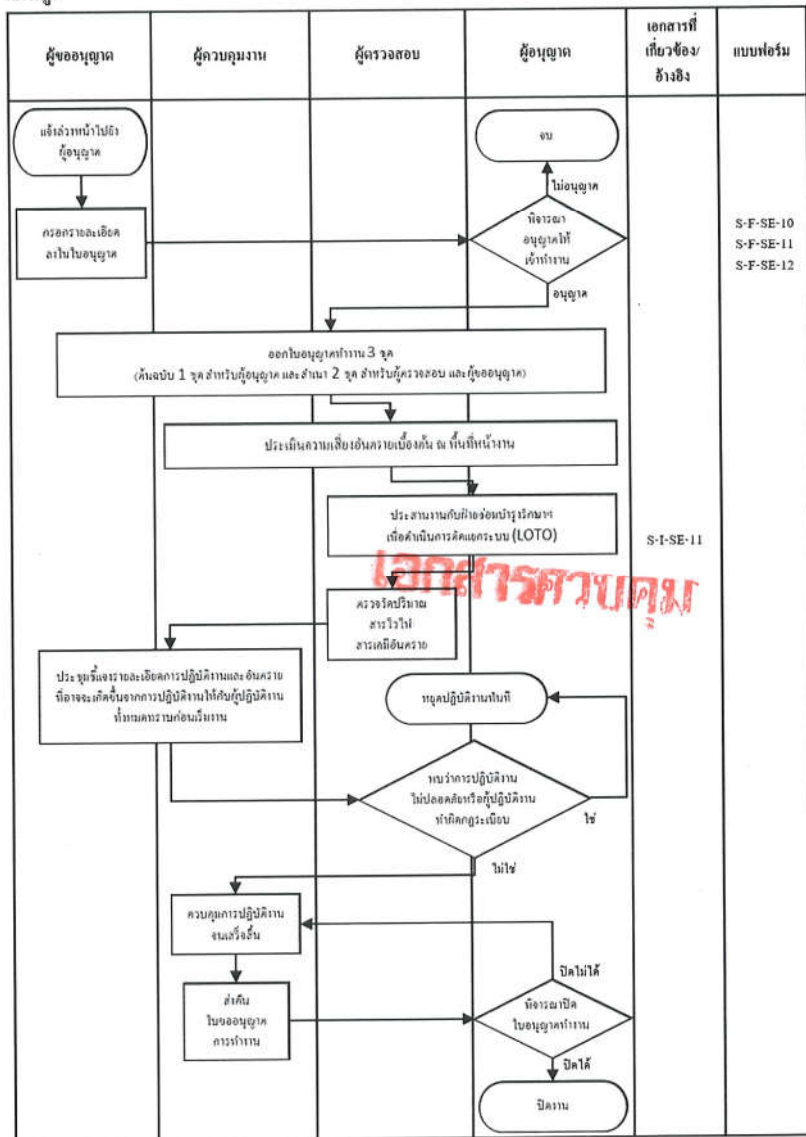 ผู้ขออนุญาต
ผู้ควบคุมงาน
ผู้ตรวจสอบ
ผู้อนุญาต
เอกสารที่
เกี่ยวข้อง/
อ้างอิง
แบบฟอร์ม
แจ้งล่วงหน้าไปยัง
ผู้อนุญาต
จบ
ไม่อนุญาต
กรอกรายละเอียด
ลงในใบอนุญาต
พิจารณา
อนุญาตให้
เข้าทำงาน
S-F-SE-10
S-F-SE-11
S-F-SE-12
อนุญาต
ออกใบอนุญาตทำงาน 3 ชุด
(ต้นฉบับ 1 ชุด สำหรับผู้อนุญาต และสำเนา 2 ชุด สำหรับผู้ตรวจสอบ และผู้ขออนุญาต)
ประเมินความเสี่ยงอันตรายเบื้องต้น ณ พื้นที่หน้างาน
ประสานงานกับฝ่ายซ่อมบำรุงรักษาฯ
เพื่อดำเนินการตัดแยกระบบ (LOTO)
S-I-SE-11
เอกสารควบคุม
ตรวจวัดปริมาณ
สารไวไฟ
สารเคมีอันตราย
ประชุมชี้แจงรายละเอียดการปฏิบัติงานและอันตราย
ที่อาจจะเกิดขึ้นจากการปฏิบัติงานให้กับผู้ปฏิบัติงาน
ทั้งหมดทราบก่อนเริ่มงาน
หยุดปฏิบัติงานทันที
พบว่าการปฏิบัติงาน
ไม่ปลอดภัยหรือผู้ปฏิบัติงาน
ทำผิดกฎระเบียบ
ใช่
ไม่ใช่
ควบคุมการปฏิบัติงาน
จนเสร็จสิ้น
ปิดไม่ได้
ส่งคืน
ใบขออนุญาต
การทำงาน
พิจารณาปิด
ใบอนุญาตทำงาน
ปิดได้
ปิดงาน